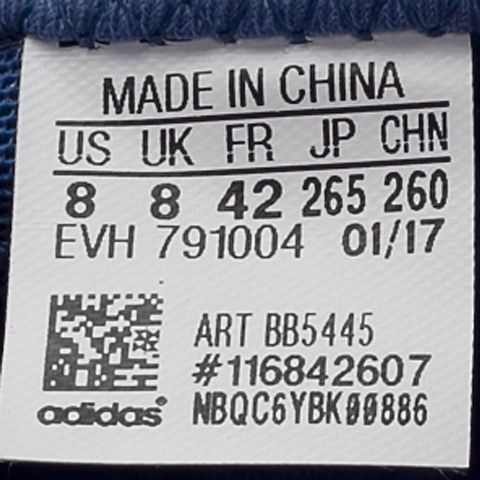 MADE IN CHINA
US UK FR JP CHN
8 8 42 265 260
EVH 791004 01/17
ART BB5445
#116842607
adidas® NBQC6YBK00886